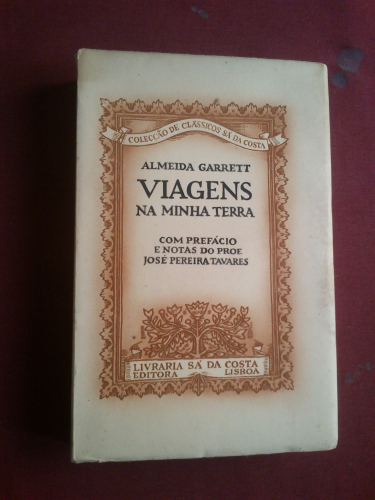 COLECÇÃO DE CLÁSSICOS SÁ DA COSTA
ALMEIDA GARRETT
VIAGENS
NA MINHA TERRA
COM PREFÁCIO
E NOTAS DO PROF.
JOSÉ PEREIRA TAVARES
LIVRARIA SÁ DA COSTA
EDITORA LISBOA